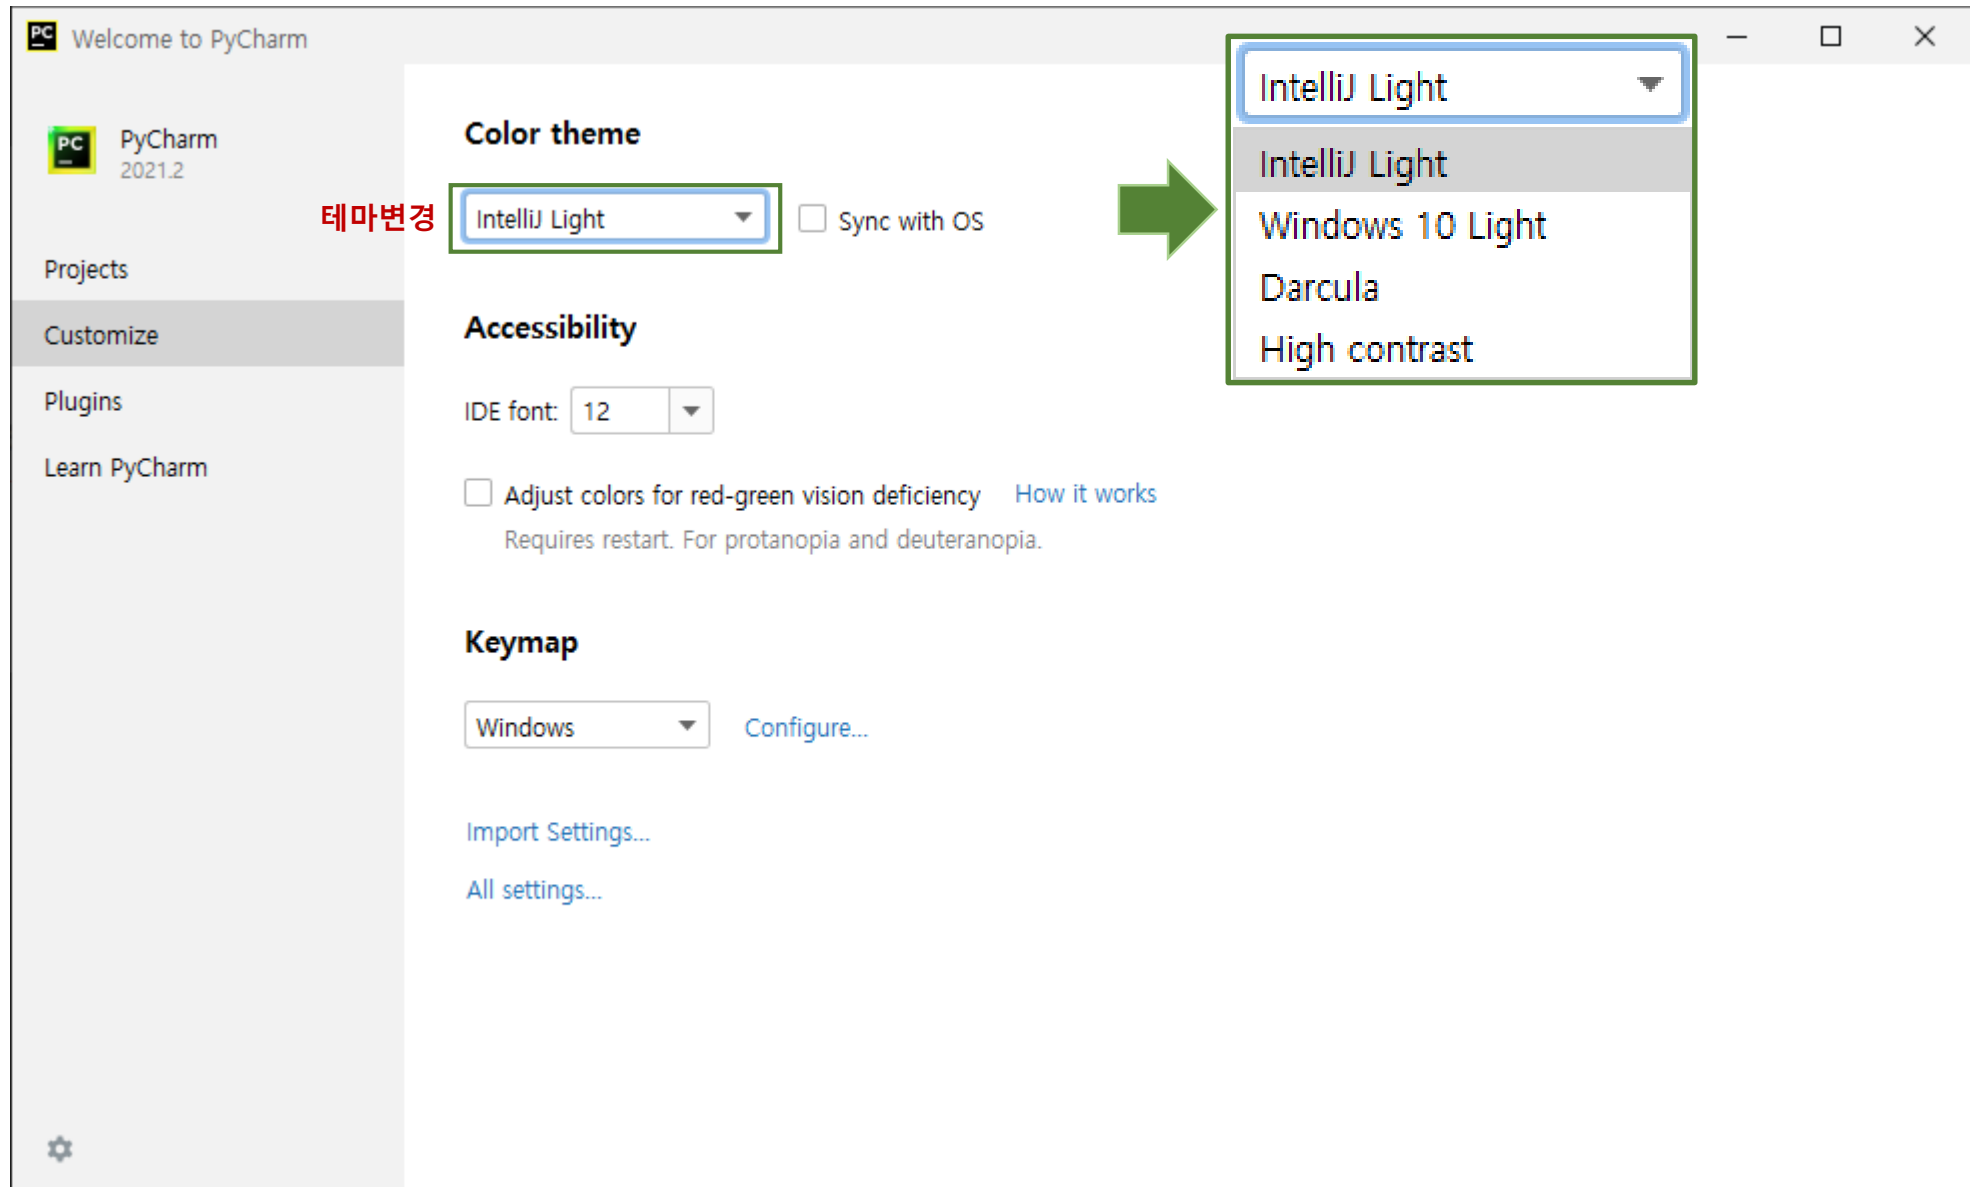 Welcome to PyCharm
PyCharm
2021.2
Projects
Customize
Plugins
Learn PyCharm
Color theme
테마변경
IntelliJ Light
Sync with OS
IntelliJ Light
IntelliJ Light
Windows 10 Light
Darcula
High contrast
Accessibility
IDE font: 12
Adjust colors for red-green vision deficiency How it works
Requires restart. For protanopia and deuteranopia.
Keymap
Windows Configure...
Import Settings...
All settings...